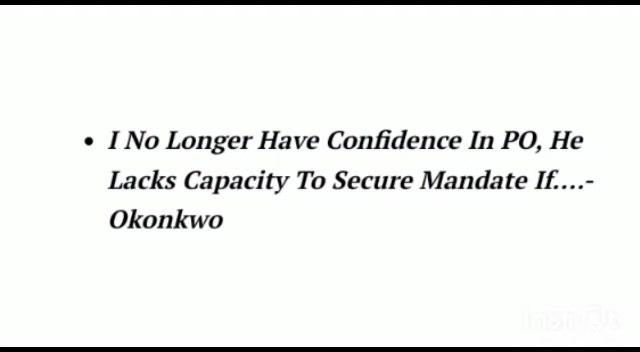 • I No Longer Have Confidence In PO, He
Lacks Capacity To Secure Mandate If....-
Okonkwo